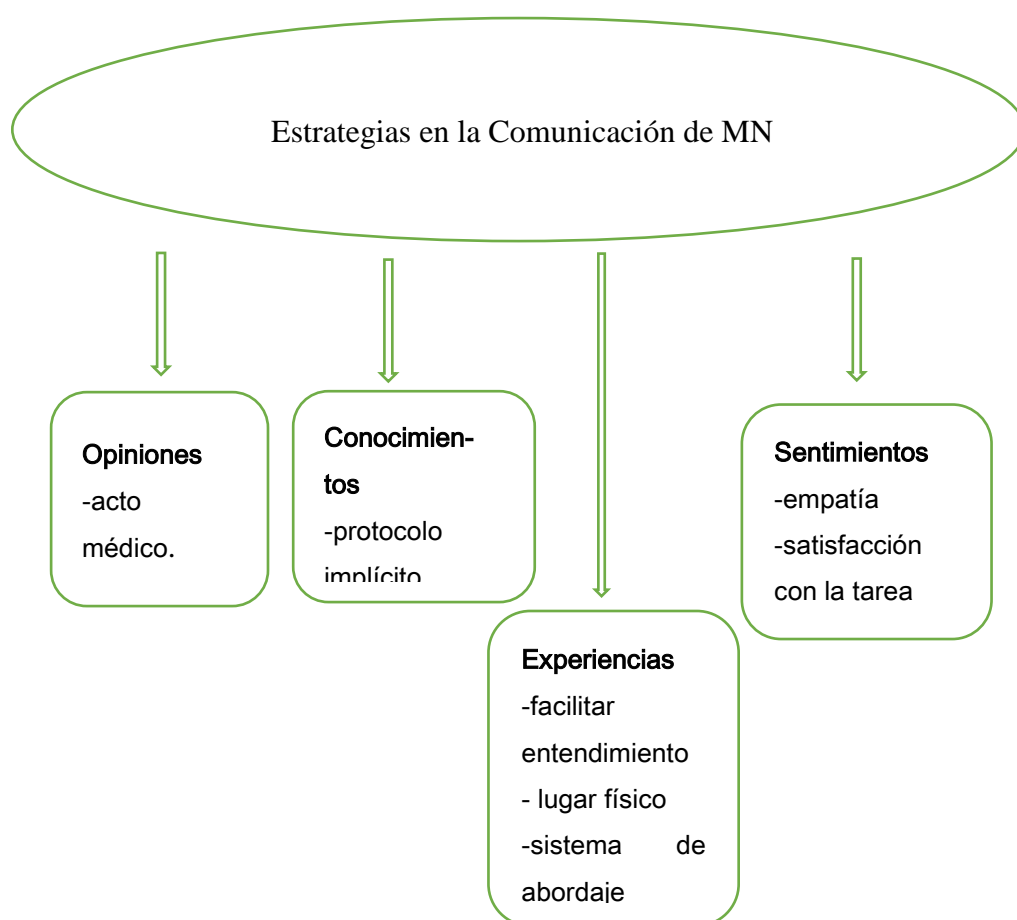 Estrategias en la Comunicación de MN
Opiniones
-acto
médico.
Conocimien-
tos
-protocolo
implícito
Experiencias
-facilitar
entendimiento
- lugar físico
-sistema de
abordaje
Sentimientos
-empatía
-satisfacción
con la tarea